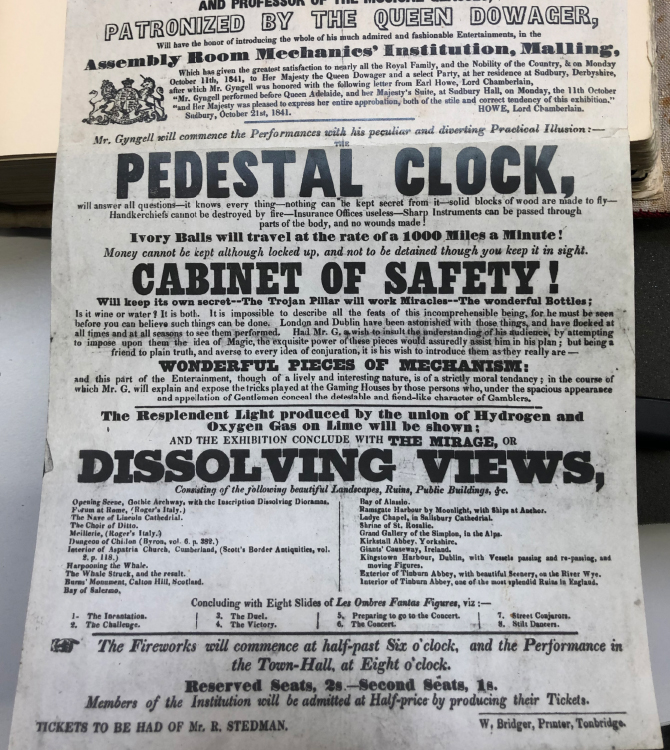 AND PROFESSOR OF THE MUSICAL
PATRONIZED BY THE QUEEN DOWAGER,
Will have the honor of introducing the whole of his much admired and fashionable Entertainments, in the
Assembly Room Mechanics' Institution, Malling,
Which has given the greatest satisfaction to nearly all the Royal Family, and the Nobility of the Country, & on Monday
October 11th, 1841, to Her Majesty the Queen Dowager and a select Party, at her residence at Sudbury, Derbyshire,
after which Mr. Gyngell was honored with the following letter from Earl Howe, Lord Chamberlain,
"Mr. Gyngell performed before Queen Adelaide, and her Majesty's Suite, at Sudbury Hall, on Monday, the 11th October
"and Her Majesty was pleased to express her entire approbation, both of the stile and correct tendency of this exhibition."
Sudbury, October 21st, 1841. HOWE, Lord Chamberlain.
Mr. Gyngell will commence the Performances with his peculiar and diverting Practical Illusion:—
THE
PEDESTAL CLOCK,
will answer all questions—it knows every thing—nothing can be kept secret from it—solid blocks of wood are made to fly—
Handkerchiefs cannot be destroyed by fire—Insurance Offices useless—Sharp Instruments can be passed through
parts of the body, and no wounds made!
Ivory Balls will travel at the rate of a 1000 Miles a Minute!
Money cannot be kept although locked up, and not to be detained though you keep it in sight.
CABINET OF SAFETY!
Will keep its own secret--The Trojan Pillar will work Miracles--The wonderful Bottles;
Is it wine or water? It is both. It is impossible to describe all the feats of this incomprehensible being, for he must be seen
before you can believe such things can be done. London and Dublin have been astonished with those things, and have flocked at
all times and at all seasons to see them performed. Had Mr. G. a wish to insult the understanding of his audience, by attempting
to impose upon them the idea of Magic, the exquisite power of these pieces would assuredly assist him in his plan; but being a
friend to plain truth, and averse to every idea of conjuration, it is his wish to introduce them as they really are—
WONDERFUL PIECES OF MECHANISM:
and this part of the Entertainment, though of a lively and interesting nature, is of a strictly moral tendancy; in the course of
which Mr. G. will explain and expose the tricks played at the Gaming Houses by those persons who, under the spacious appearance
and appellation of Gentlemen conceal the detestable and fiend-like character of Gamblers.
The Resplendent Light produced by the union of Hydrogen and
Oxygen Gas on Lime will be shown;
AND THE EXHIBITION CONCLUDE WITH THE MIRAGE, OR
DISSOLVING VIEWS,
Consisting of the following beautiful Landscapes, Ruins, Public Buildings, &c.
Opening Scene, Gothic Archway, with the Inscription Dissolving Dioramas.
Forum at Rome, (Roger's Italy.)
The Nave of Lincoln Cathedral.
The Choir of Ditto.
Meillerie, (Roger's Italy.)
Dungeon of Chillon (Byron, vol. 6. p. 282.)
Interior of Aspatria Church, Cumberland, (Scott's Border Antiquities, vol.
2. p. 118.)
Harpooning the Whale.
The Whale Struck, and the result.
Burns' Monument, Calton Hill, Scotland.
Bay of Salermo,
Bay of Alassio.
Ramsgate Harbour by Moonlight, with Ships at Anchor.
Ladye Chapel, in Salisbury Cathedral.
Shrine of St. Rosalie.
Grand Gallery of the Simplon, in the Alps.
Kirkstall Abbey. Yorkshire.
Giants' Causway, Ireland.
Kingstown Harbour, Dublin, with Vessels passing and re-passing, and
moving Figures.
Exterior of Tinburn Abbey, with beautiful Scenery, on the River Wye.
Interior of Tinburn Abbey, one of the most splendid Ruins in England.
Concluding with Eight Slides of Les Ombres Fantas Figures, viz:—
1- The Incantation.
2. The Challenge.
3. The Duel.
4. The Victory.
5. Preparing to go to the Concert.
6. The Concert.
7. Street Conjurors.
8. Stilt Dancers.
The Fireworks will commence at half-past Six o'clock, and the Performance in
the Town-Hall, at Eight o'clock.
Reserved Seats, 2s.—Second Seats, 1s.
Members of the Institution will be admitted at Half-price by producing their Tickets.
TICKETS TO BE HAD OF Mr. R. STEDMAN.
W. Bridger, Printer, Tonbridge.